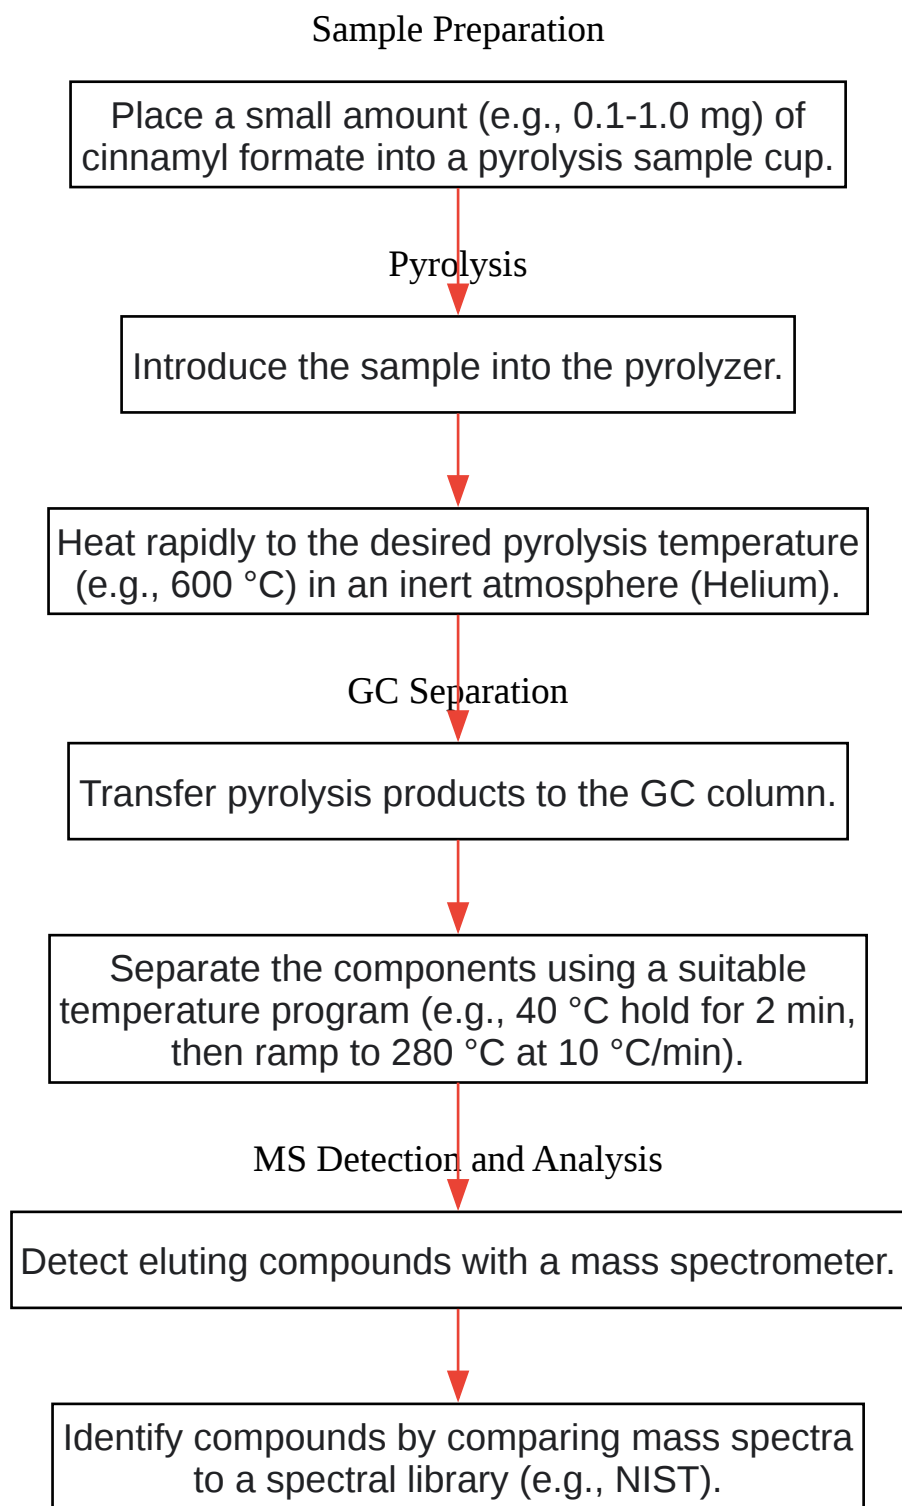 Sample Preparation
Place a small amount (e.g., 0.1-1.0 mg) of
cinnamyl formate into a pyrolysis sample cup.
Pyrolysis
Introduce the sample into the pyrolyzer.
Heat rapidly to the desired pyrolysis temperature
(e.g., 600 °C) in an inert atmosphere (Helium).
GC Separation
Transfer pyrolysis products to the GC column.
Separate the components using a suitable
temperature program (e.g., 40 °C hold for 2 min,
then ramp to 280 °C at 10 °C/min).
MS Detection and Analysis
Detect eluting compounds with a mass spectrometer.
Identify compounds by comparing mass spectra
to a spectral library (e.g., NIST).